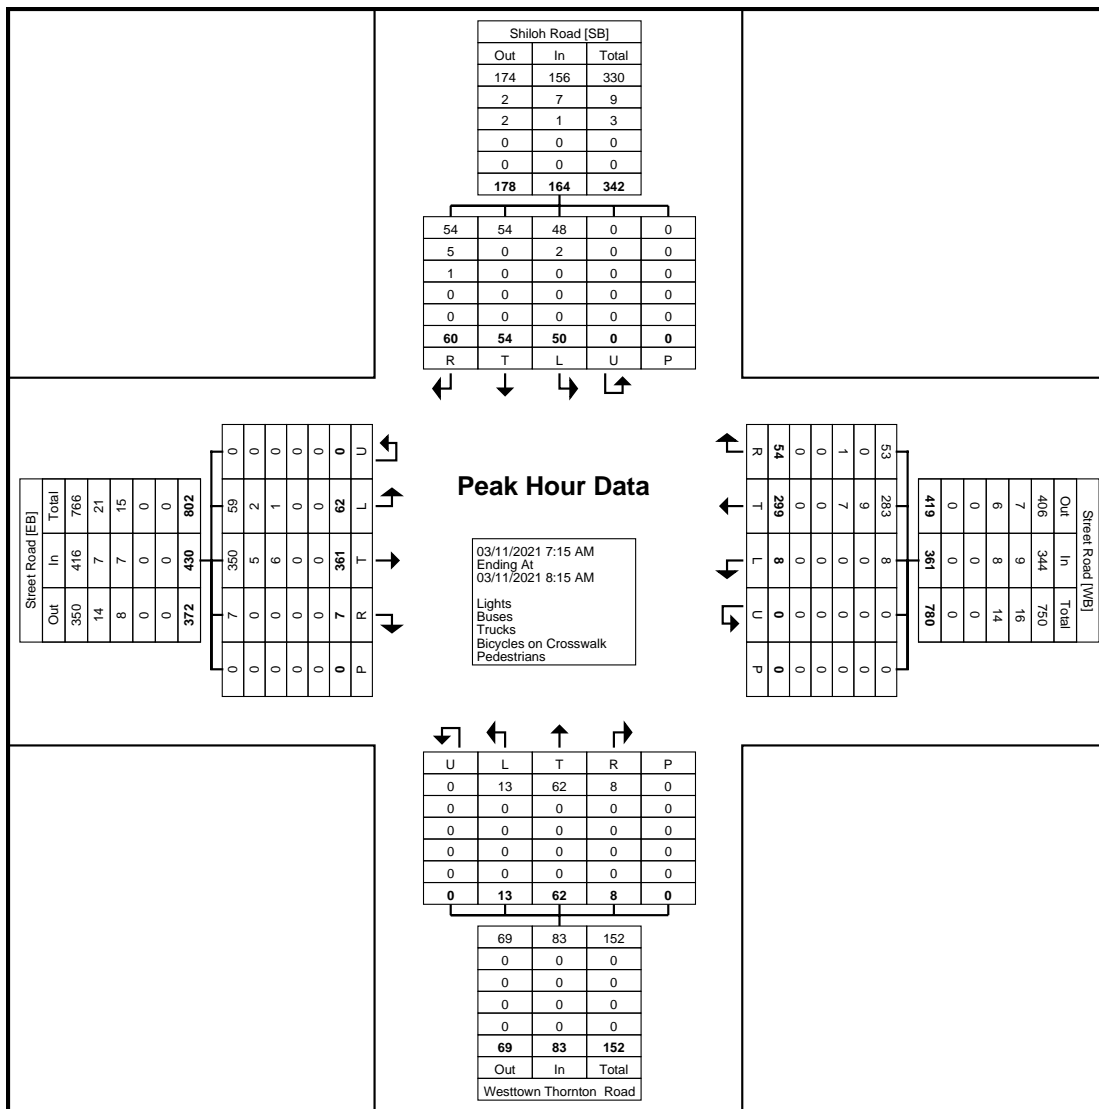 Shiloh Road [SB]
Out In Total
174 156 330
2 7 9
2 1 3
0 0 0
0 0 0
178 164 342
54 54 48 0 0
5 0 2 0 0
1 0 0 0 0
0 0 0 0 0
0 0 0 0 0
60 54 50 0 0
R T L U P
Street Road [EB]
Out In Total
350 416 766
14 7 21
8 7 15
0 0 0
0 0 0
372 430 802
0 7 350 59 0
0 0 5 2 0
0 0 6 1 0
0 0 0 0 0
0 0 0 0 0
0 7 361 62 0
P R T L U
Peak Hour Data
03/11/2021 7:15 AM
Ending At
03/11/2021 8:15 AM
Lights
Buses
Trucks
Bicycles on Crosswalk
Pedestrians
Street Road [WB]
Out In Total
406 344 750
7 9 16
6 8 14
0 0 0
0 0 0
419 361 780
53 283 8 0 0
0 9 0 0 0
1 7 0 0 0
0 0 0 0 0
0 0 0 0 0
54 299 8 0 0
R T L U P
U L T R P
0 13 62 8 0
0 0 0 0 0
0 0 0 0 0
0 0 0 0 0
0 0 0 0 0
0 13 62 8 0
69 83 152
0 0 0
0 0 0
0 0 0
0 0 0
69 83 152
Out In Total
Westtown Thornton Road